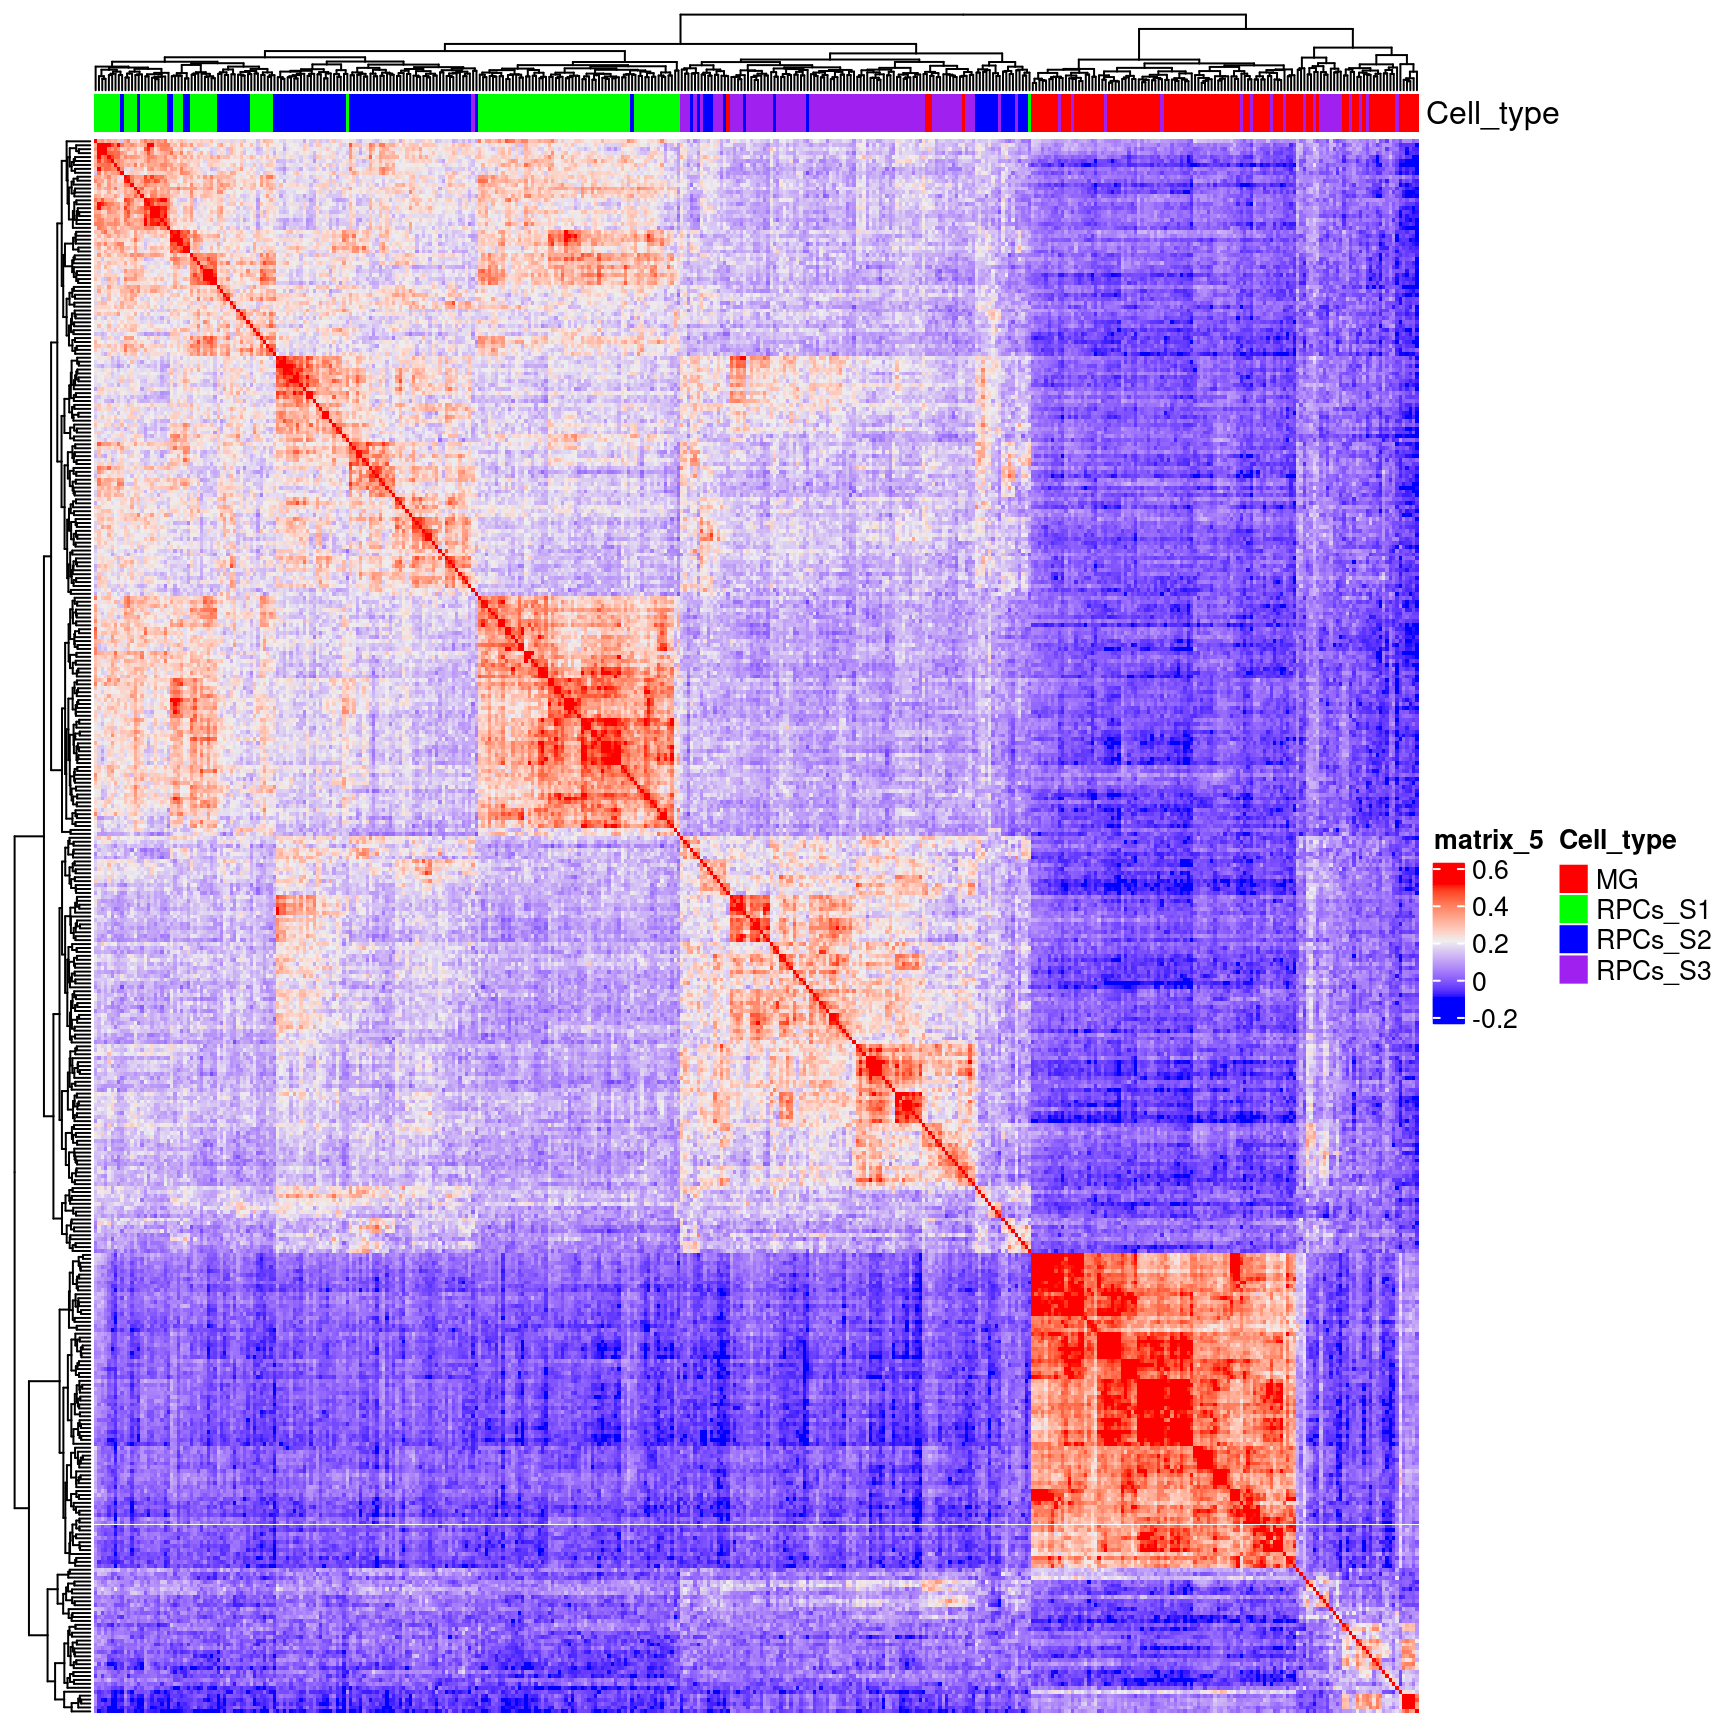 Cell_type
matrix_5
0.6
0.4
0.2
0
-0.2
Cell_type
MG
RPCs_S1
RPCs_S2
RPCs_S3